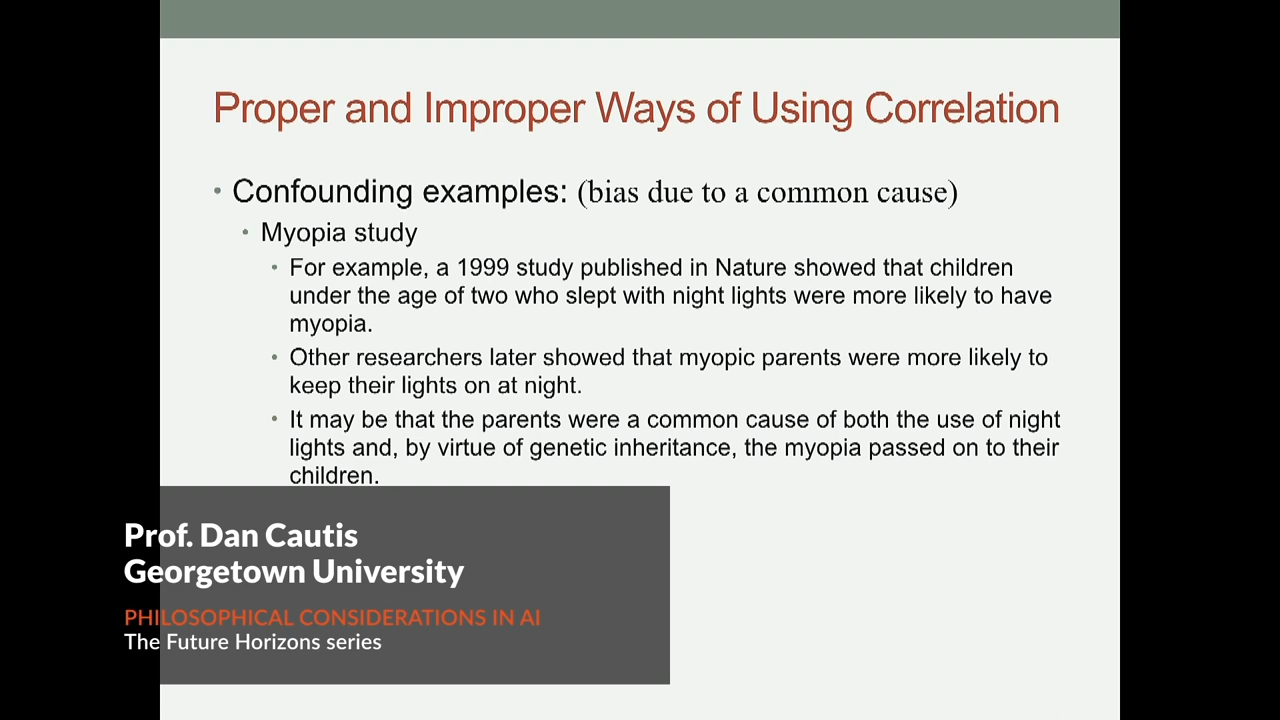 Proper and Improper Ways of Using Correlation
• Confounding examples: (bias due to a common cause)
• Myopia study
• For example, a 1999 study published in Nature showed that children
under the age of two who slept with night lights were more likely to have
myopia.
• Other researchers later showed that myopic parents were more likely to
keep their lights on at night.
• It may be that the parents were a common cause of both the use of night
lights and, by virtue of genetic inheritance, the myopia passed on to their
children.
Prof. Dan Cautis
Georgetown University
PHILOSOPHICAL CONSIDERATIONS IN AI
The Future Horizons series